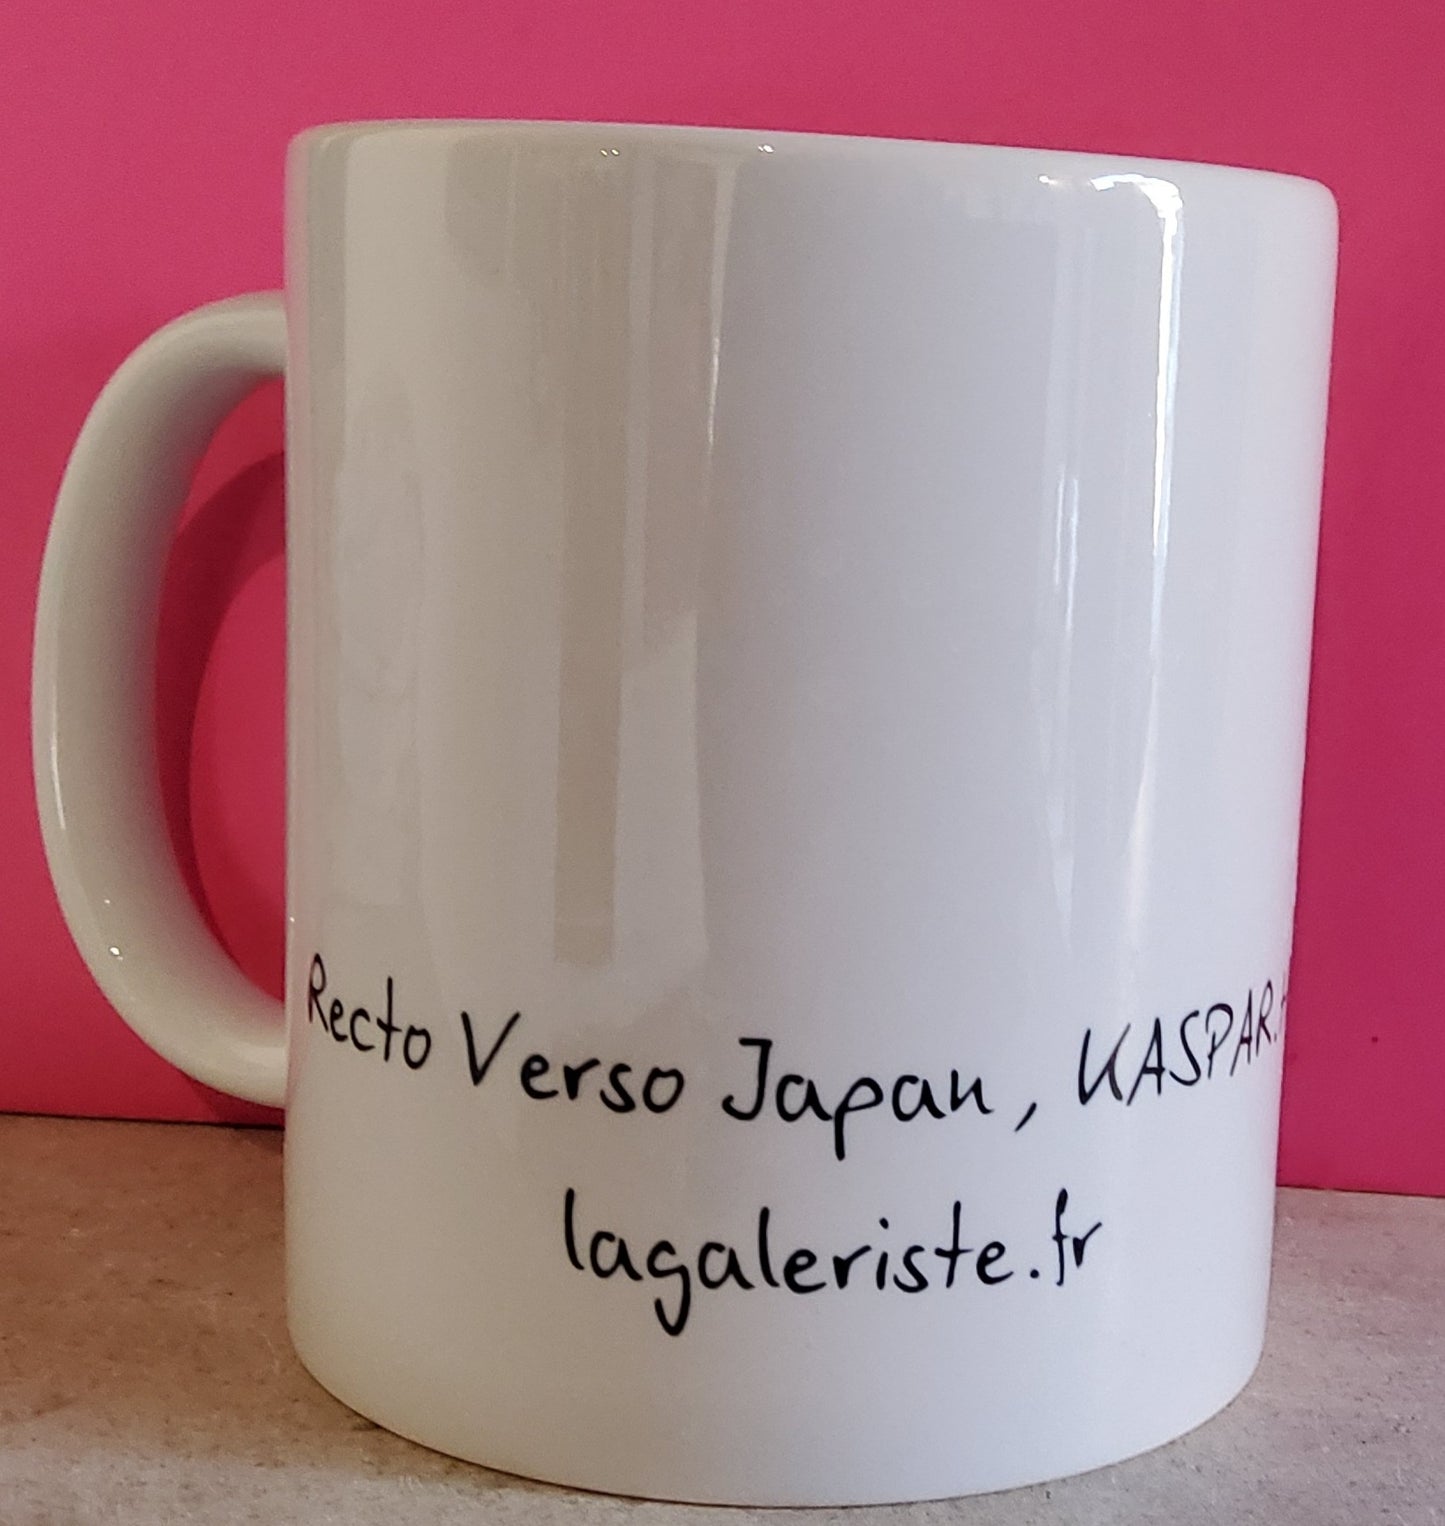 Recto Verso Japan, KASPAR.
lagaleriste.fr